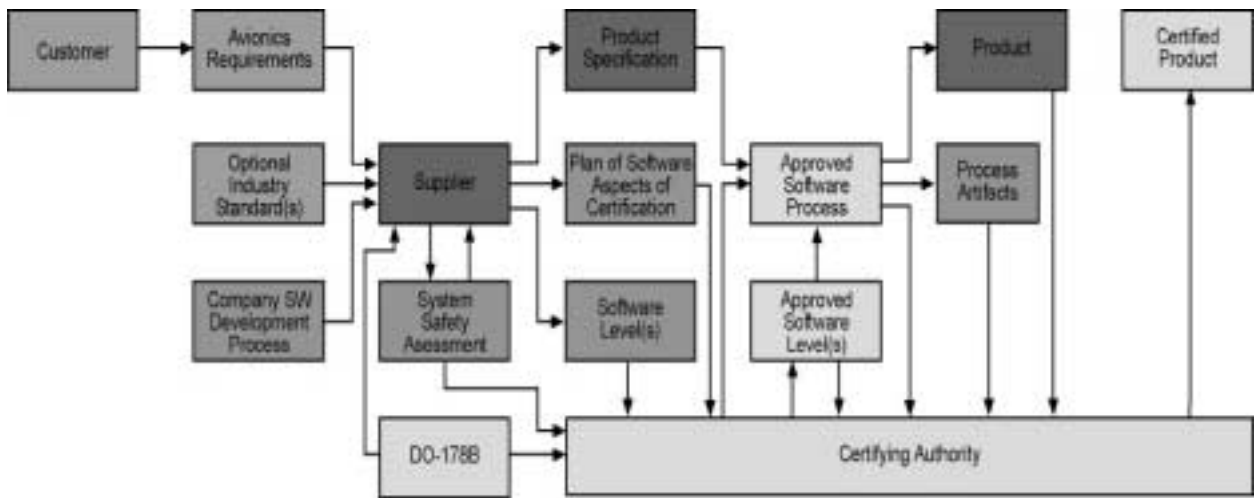 Customer
Avionics
Requirements
Product
Specification
Product
Certified
Product
Optional
Industry
Standard(s)
Supplier
Plan of Software
Aspects of
Certification
Approved
Software
Process
Process
Artifacts
Company SW
Development
Process
System
Safety
Asessment
Software
Level(s)
Approved
Software
Level(s)
DO-178B
Certifying Authority